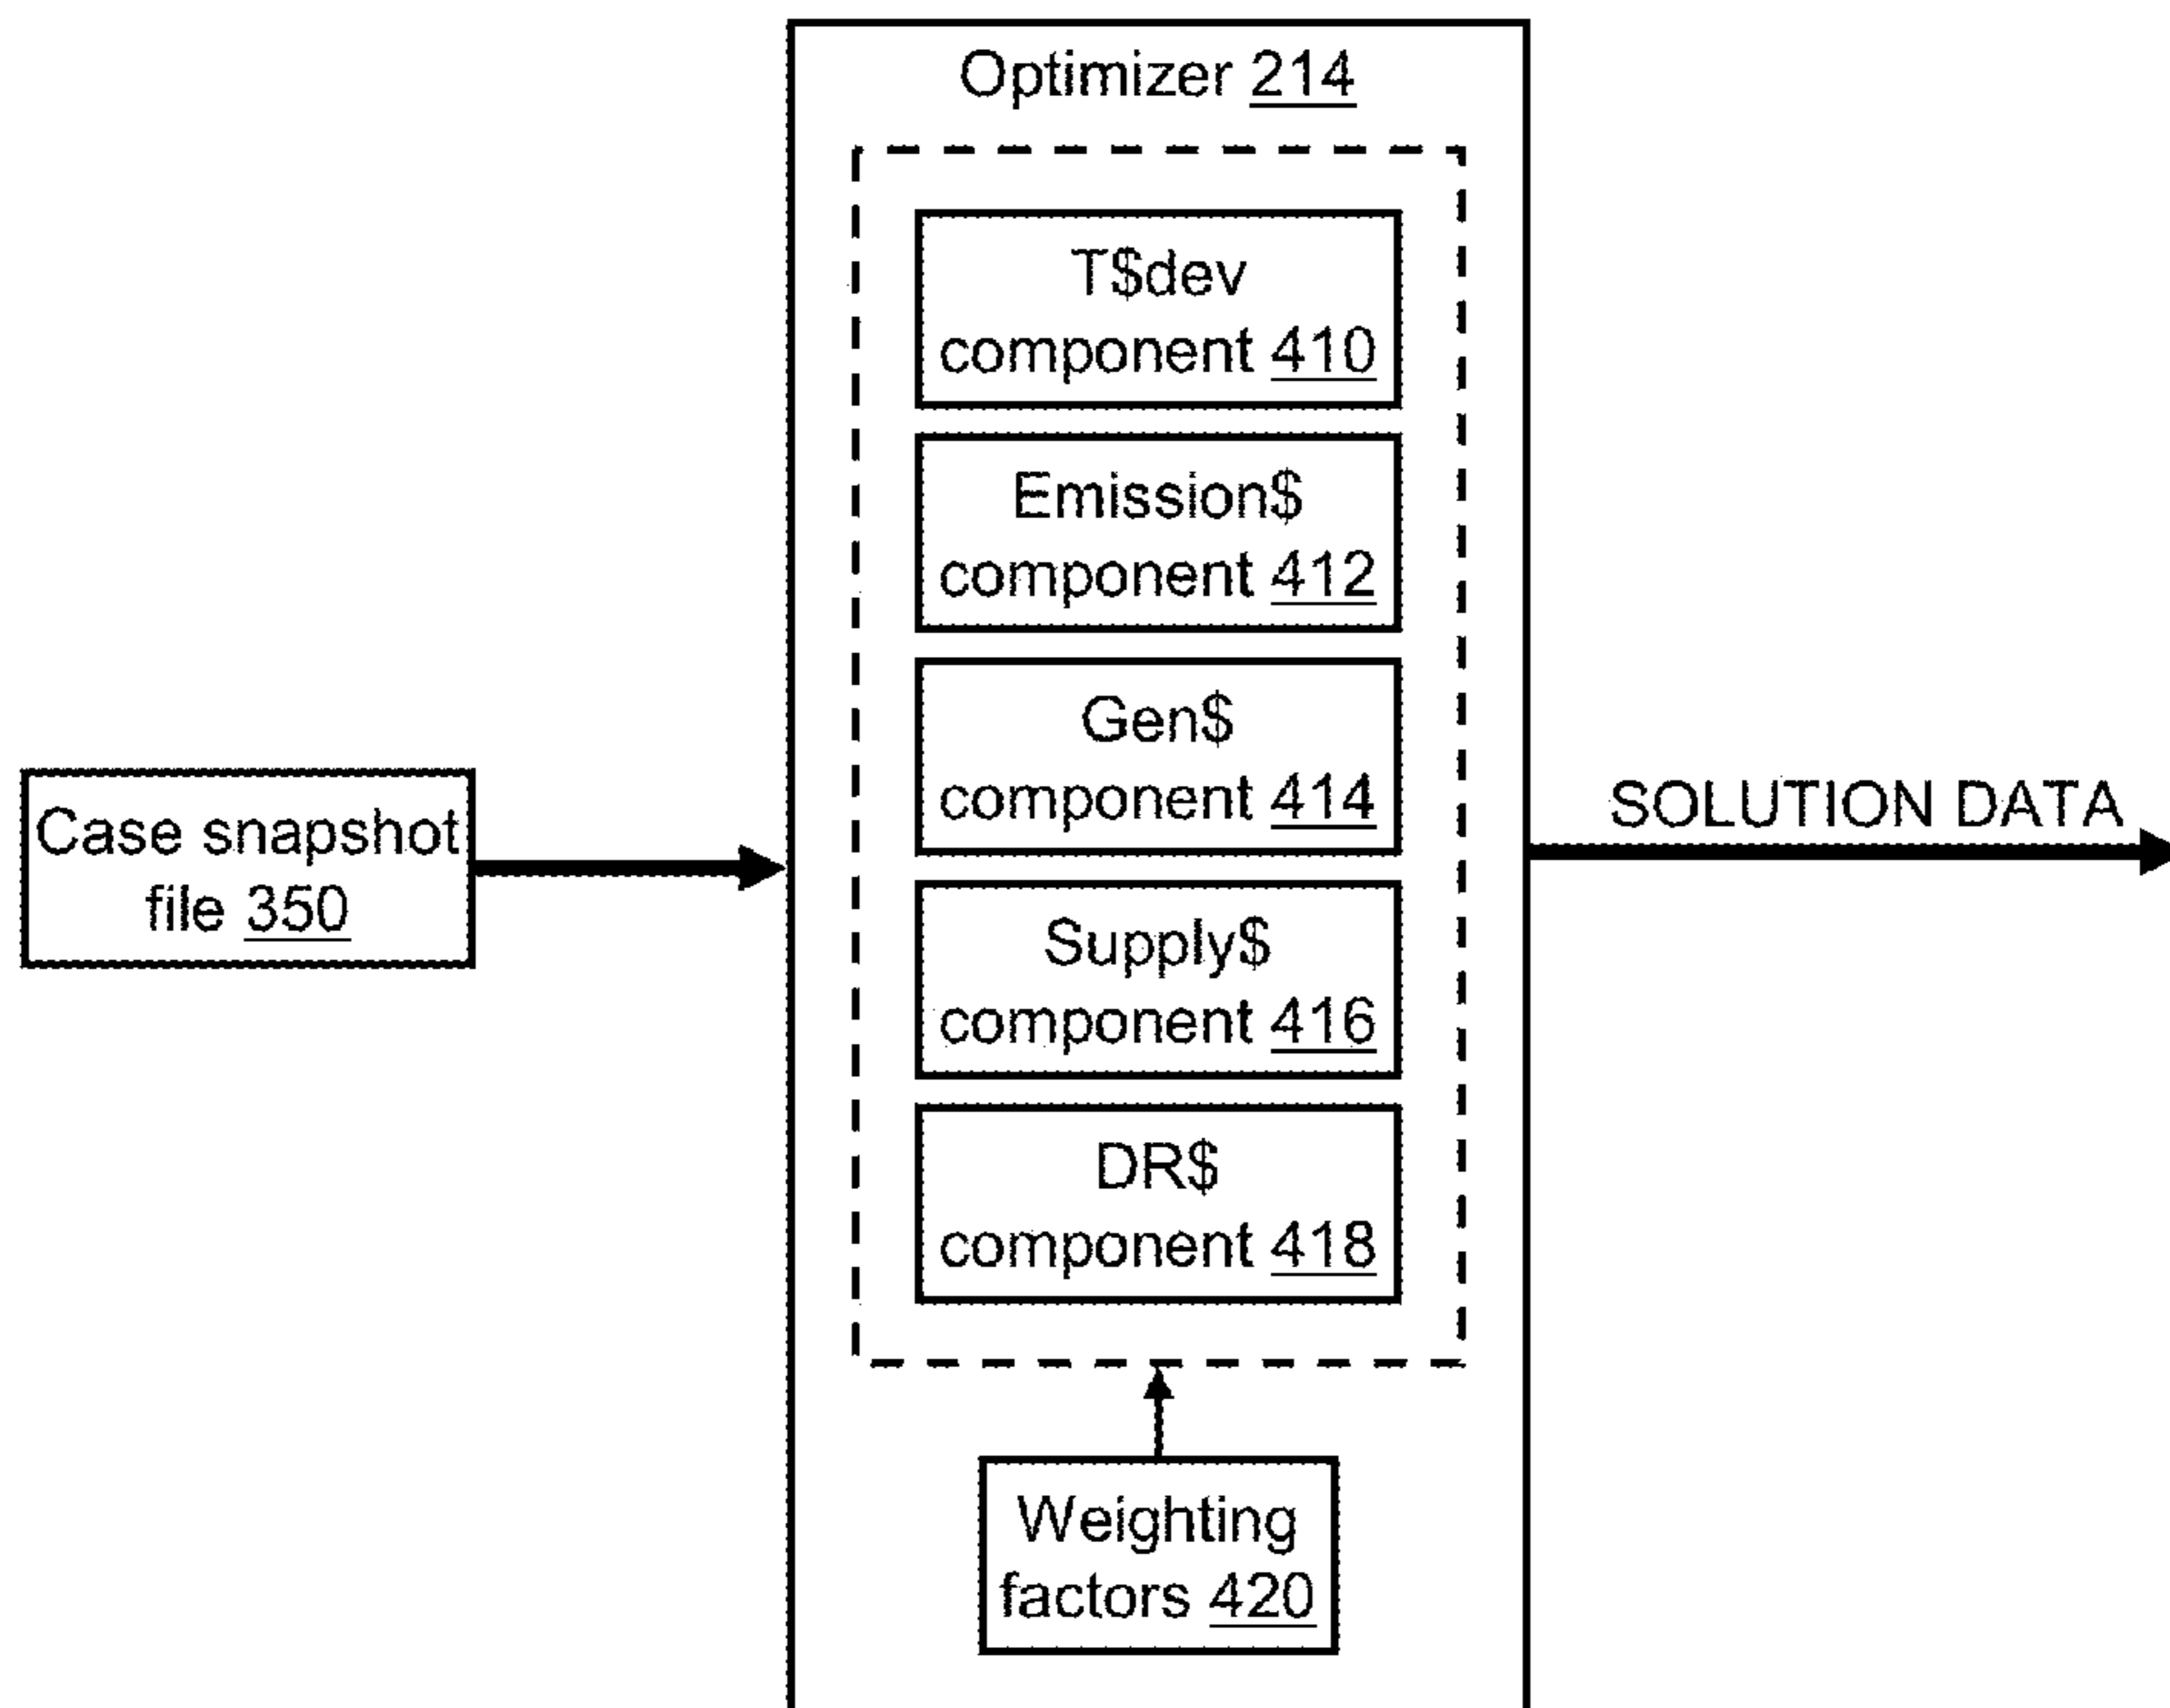 Optimizer 214
T$dev
component 410
Emission$
component 412
Gen$
component 414
Case snapshot
file 350
SOLUTION DATA
Supply$
component 416
DR$
component 418
Weighting
factors 420